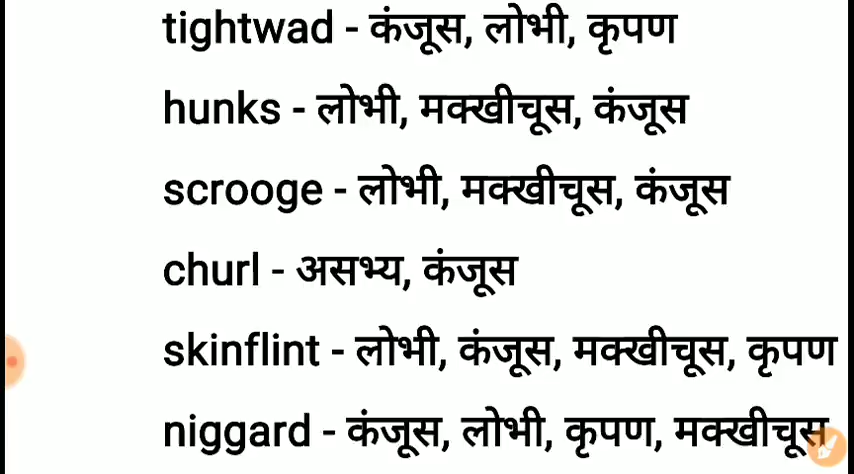 tightwad - कंजूस, लोभी, कृपण
hunks - लोभी, मक्खीचूस, कंजूस
scrooge - लोभी, मक्खीचूस, कंजूस
churl - असभ्य, कंजूस
skinflint - लोभी, कंजूस, मक्खीचूस, कृपण
niggard - कंजूस, लोभी, कृपण, मक्खीचूस